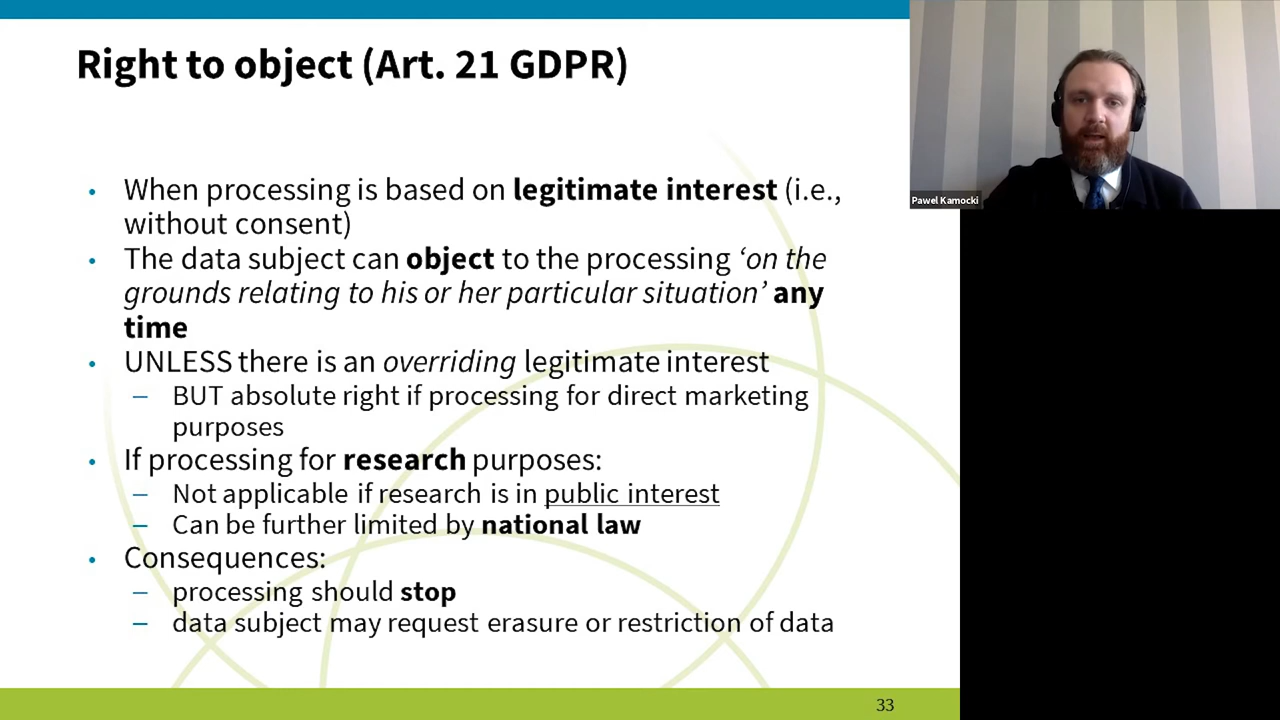 Right to object (Art. 21 GDPR)
• When processing is based on legitimate interest (i.e.,
without consent)
• The data subject can object to the processing ‘on the
grounds relating to his or her particular situation’ any
time
• UNLESS there is an overriding legitimate interest
– BUT absolute right if processing for direct marketing
purposes
• If processing for research purposes:
– Not applicable if research is in public interest
– Can be further limited by national law
• Consequences:
– processing should stop
– data subject may request erasure or restriction of data
33
Pawel Kamocki